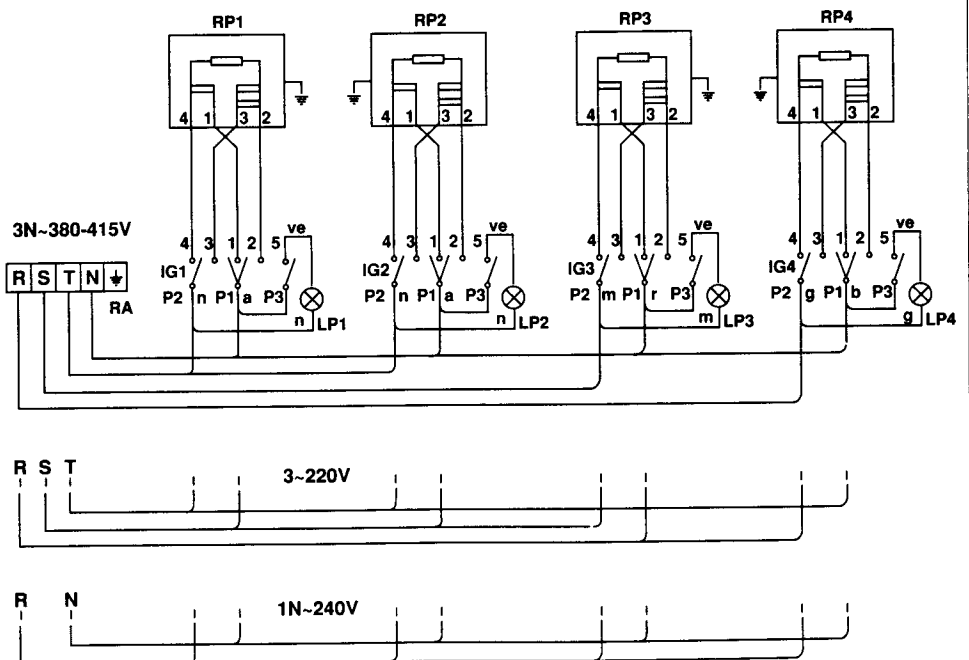 RP1 RP2 RP3 RP4
4 1 3 2 4 1 3 2 4 1 3 2 4 1 3 2
3N~380-415V
ve ve ve ve
4 3 1 2 5 4 3 1 2 5 4 3 1 2 5 4 3 1 2 5
IG1 IG2 IG3 IG4
R S T N
RA
P2 n P1 a P3 P2 n P1 a P3 P2 m P1 r P3 P2 g P1 b P3
n LP1 n LP2 m LP3 g LP4
R S T
3~220V
R N
1N~240V